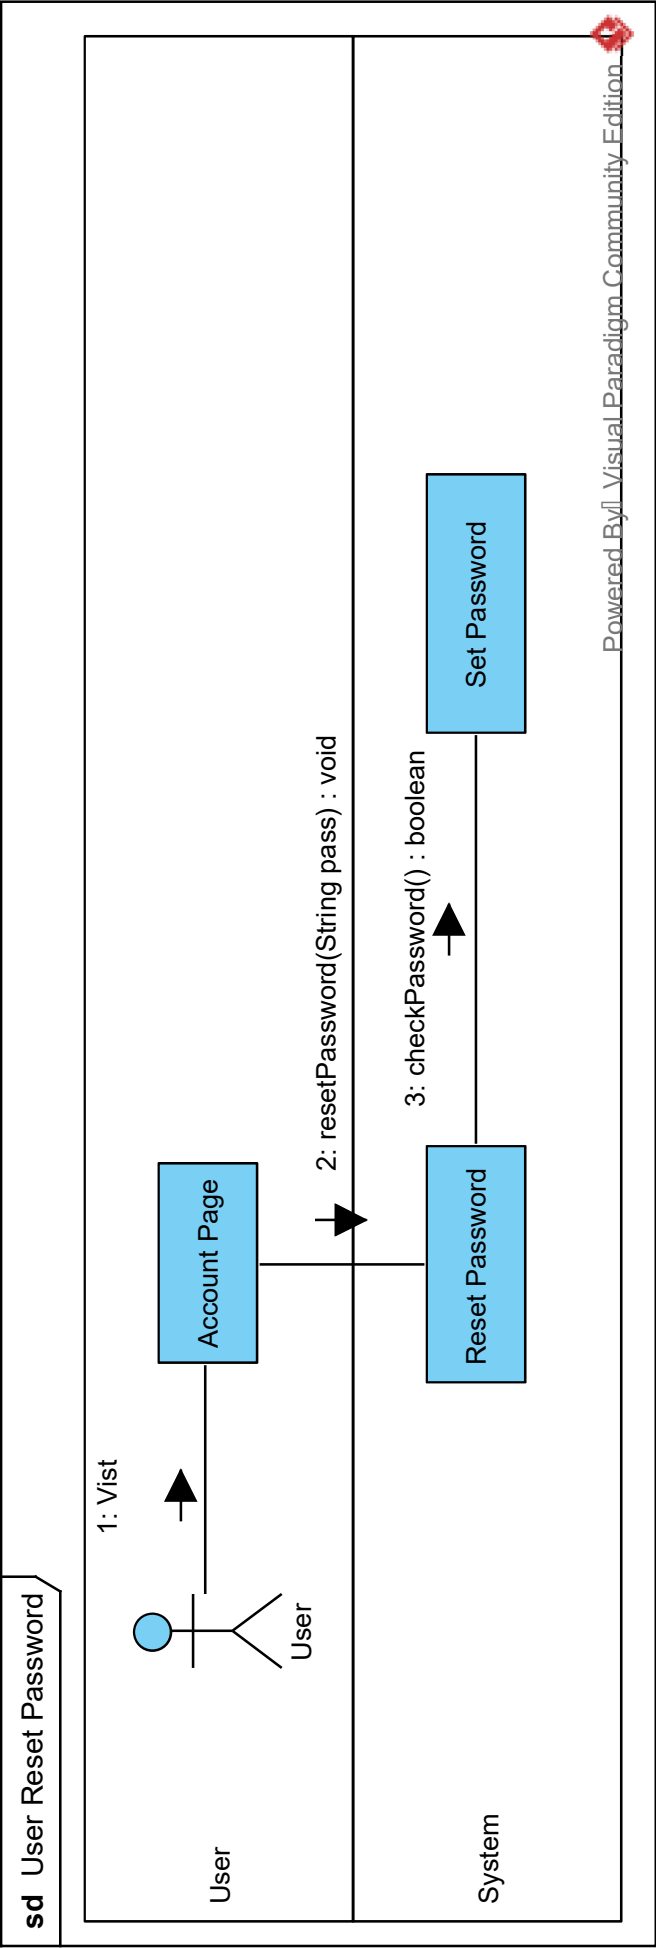 sd User Reset Password
User
1: Vist
User
Account Page
2: resetPassword(String pass) : void
System
Reset Password
3: checkPassword() : boolean
Set Password
Powered By Visual Paradigm Community Edition